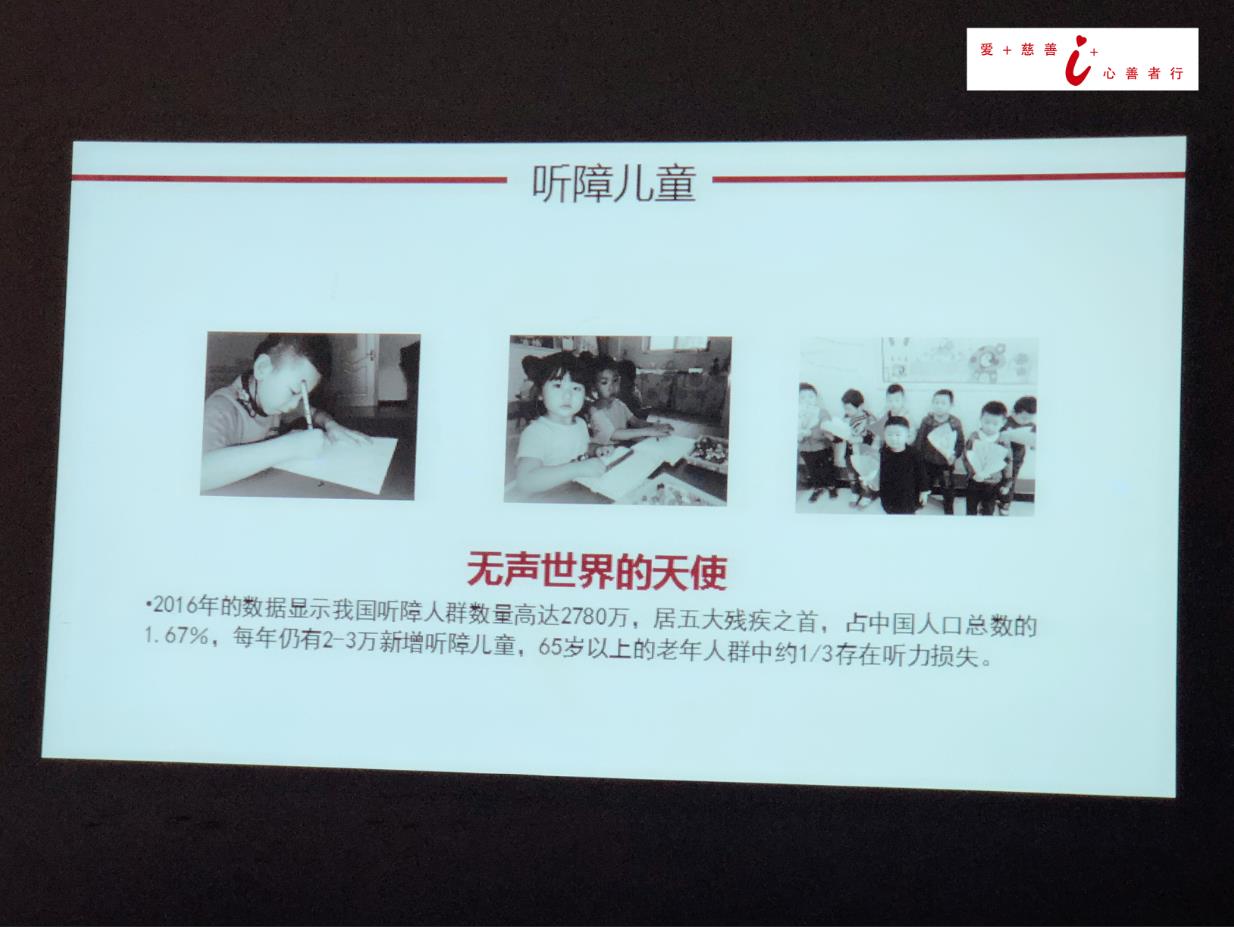 爱+慈善 i+
心善者行
听障儿童
无声世界的天使
•2016年的数据显示我国听障人群数量高达2780万，居五大残疾之首，占中国人口总数的
1.67%，每年仍有2-3万新增听障儿童，65岁以上的老年人群中约1/3存在听力损失。